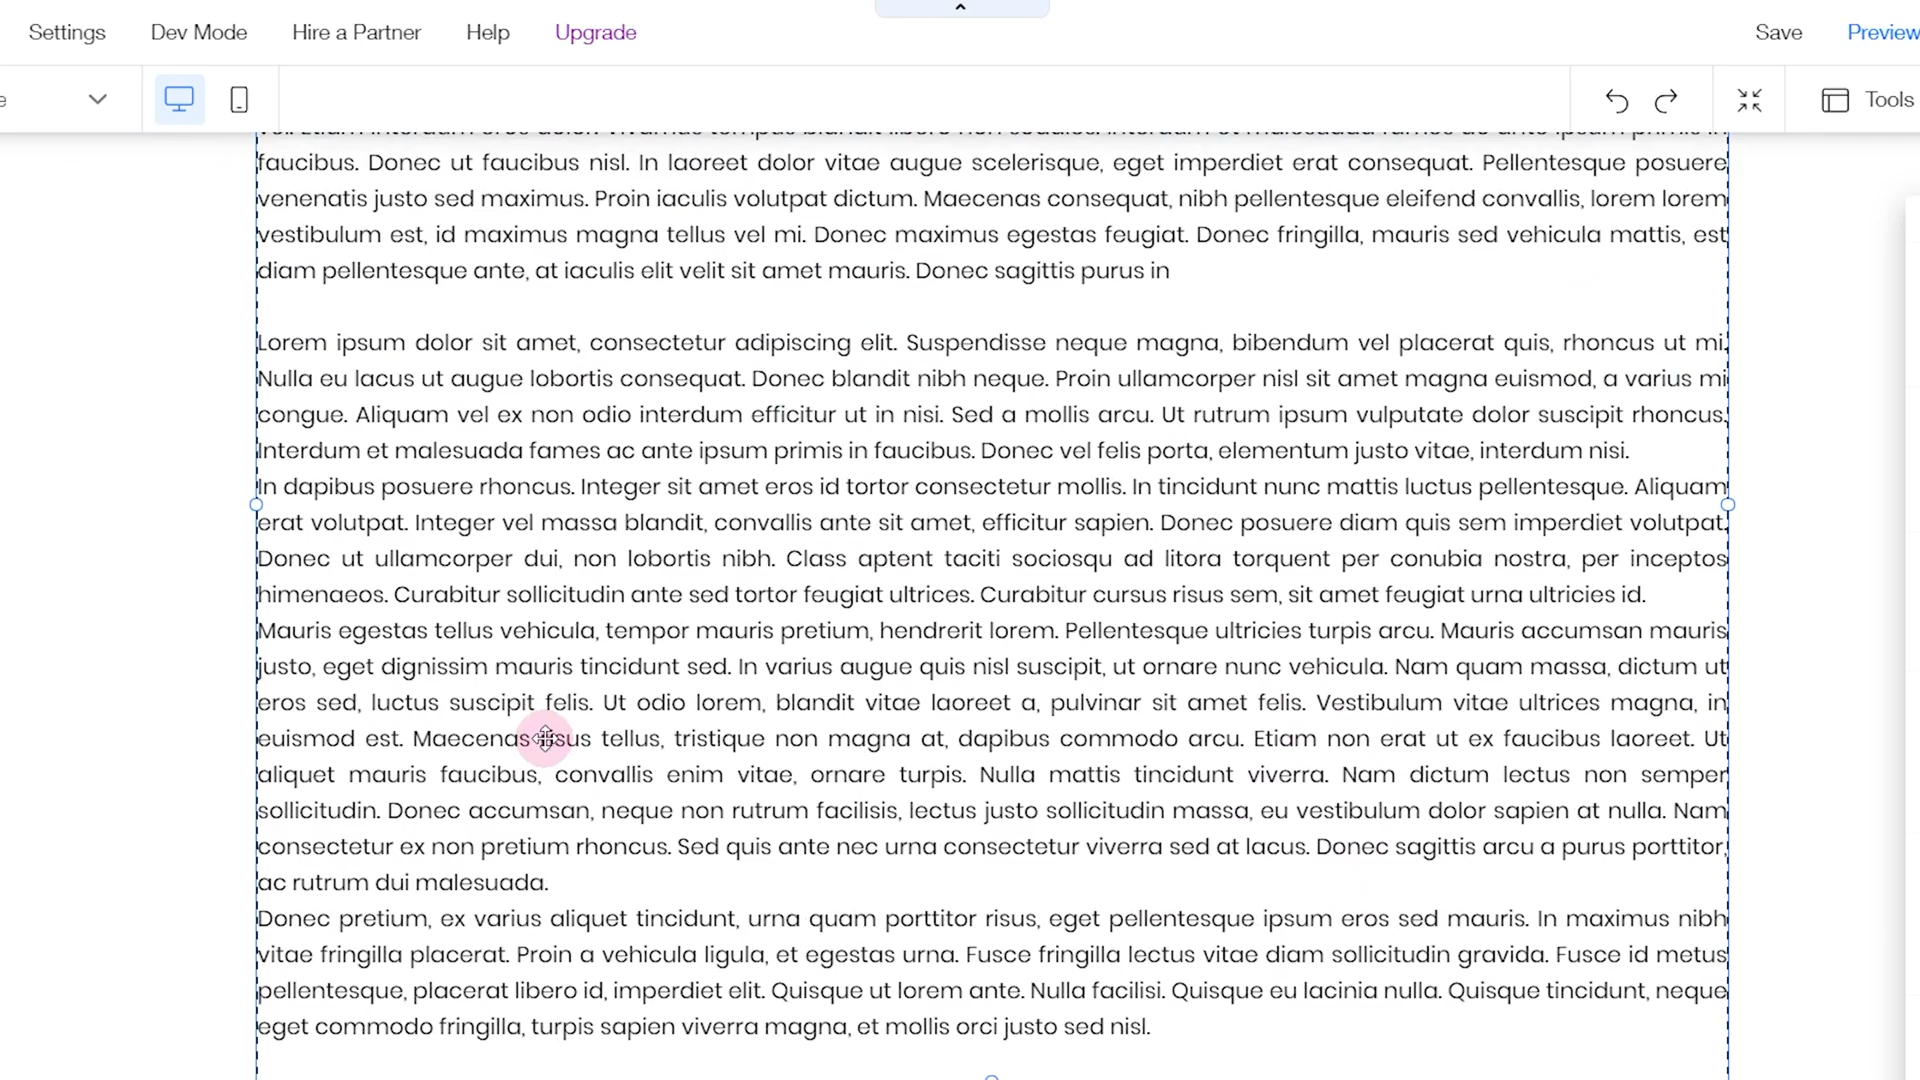 Settings Dev Mode Hire a Partner Help Upgrade Save Preview
e Tools
faucibus. Donec ut faucibus nisl. In laoreet dolor vitae augue scelerisque, eget imperdiet erat consequat. Pellentesque posuere
venenatis justo sed maximus. Proin iaculis volutpat dictum. Maecenas consequat, nibh pellentesque eleifend convallis, lorem lorem
vestibulum est, id maximus magna tellus vel mi. Donec maximus egestas feugiat. Donec fringilla, mauris sed vehicula mattis, est
diam pellentesque ante, at iaculis elit velit sit amet mauris. Donec sagittis purus in
Lorem ipsum dolor sit amet, consectetur adipiscing elit. Suspendisse neque magna, bibendum vel placerat quis, rhoncus ut mi.
Nulla eu lacus ut augue lobortis consequat. Donec blandit nibh neque. Proin ullamcorper nisl sit amet magna euismod, a varius mi
congue. Aliquam vel ex non odio interdum efficitur ut in nisi. Sed a mollis arcu. Ut rutrum ipsum vulputate dolor suscipit rhoncus.
Interdum et malesuada fames ac ante ipsum primis in faucibus. Donec vel felis porta, elementum justo vitae, interdum nisi.
In dapibus posuere rhoncus. Integer sit amet eros id tortor consectetur mollis. In tincidunt nunc mattis luctus pellentesque. Aliquam
erat volutpat. Integer vel massa blandit, convallis ante sit amet, efficitur sapien. Donec posuere diam quis sem imperdiet volutpat.
Donec ut ullamcorper dui, non lobortis nibh. Class aptent taciti sociosqu ad litora torquent per conubia nostra, per inceptos
himenaeos. Curabitur sollicitudin ante sed tortor feugiat ultrices. Curabitur cursus risus sem, sit amet feugiat urna ultricies id.
Mauris egestas tellus vehicula, tempor mauris pretium, hendrerit lorem. Pellentesque ultricies turpis arcu. Mauris accumsan mauris
justo, eget dignissim mauris tincidunt sed. In varius augue quis nisl suscipit, ut ornare nunc vehicula. Nam quam massa, dictum ut
eros sed, luctus suscipit felis. Ut odio lorem, blandit vitae laoreet a, pulvinar sit amet felis. Vestibulum vitae ultrices magna, in
euismod est. Maecenas tellus, tristique non magna at, dapibus commodo arcu. Etiam non erat ut ex faucibus laoreet. Ut
aliquet mauris faucibus, convallis enim vitae, ornare turpis. Nulla mattis tincidunt viverra. Nam dictum lectus non semper
sollicitudin. Donec accumsan, neque non rutrum facilisis, lectus justo sollicitudin massa, eu vestibulum dolor sapien at nulla. Nam
consectetur ex non pretium rhoncus. Sed quis ante nec urna consectetur viverra sed at lacus. Donec sagittis arcu a purus porttitor,
ac rutrum dui malesuada.
Donec pretium, ex varius aliquet tincidunt, urna quam porttitor risus, eget pellentesque ipsum eros sed mauris. In maximus nibh
vitae fringilla placerat. Proin a vehicula ligula, et egestas urna. Fusce fringilla lectus vitae diam sollicitudin gravida. Fusce id metus
pellentesque, placerat libero id, imperdiet elit. Quisque ut lorem ante. Nulla facilisi. Quisque eu lacinia nulla. Quisque tincidunt, neque
eget commodo fringilla, turpis sapien viverra magna, et mollis orci justo sed nisl.